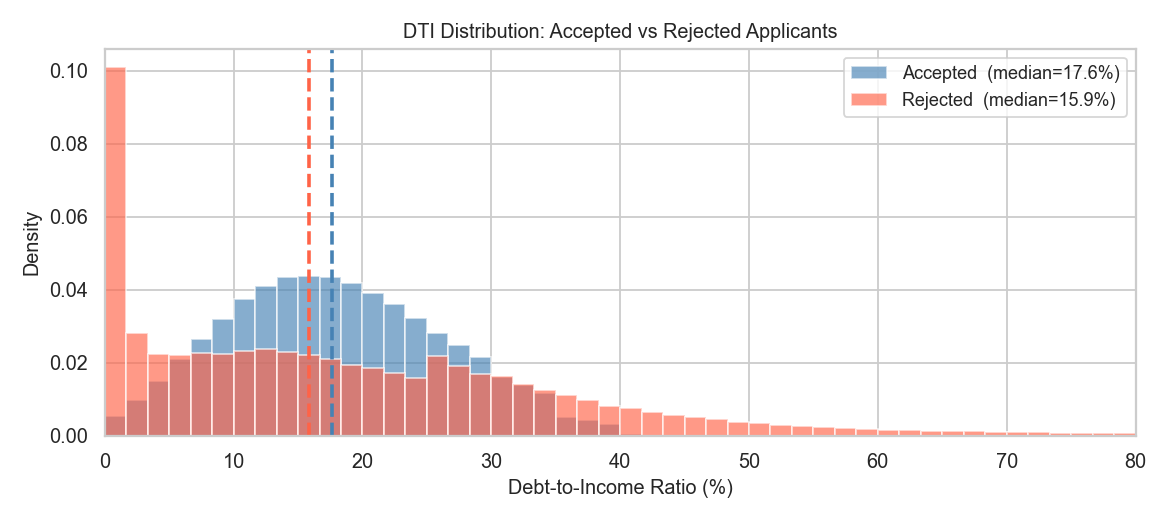 DTI Distribution: Accepted vs Rejected Applicants
Accepted  (median=17.6%)
Rejected  (median=15.9%)
Density
0.10
0.08
0.06
0.04
0.02
0.00
0 10 20 30 40 50 60 70 80
Debt-to-Income Ratio (%)